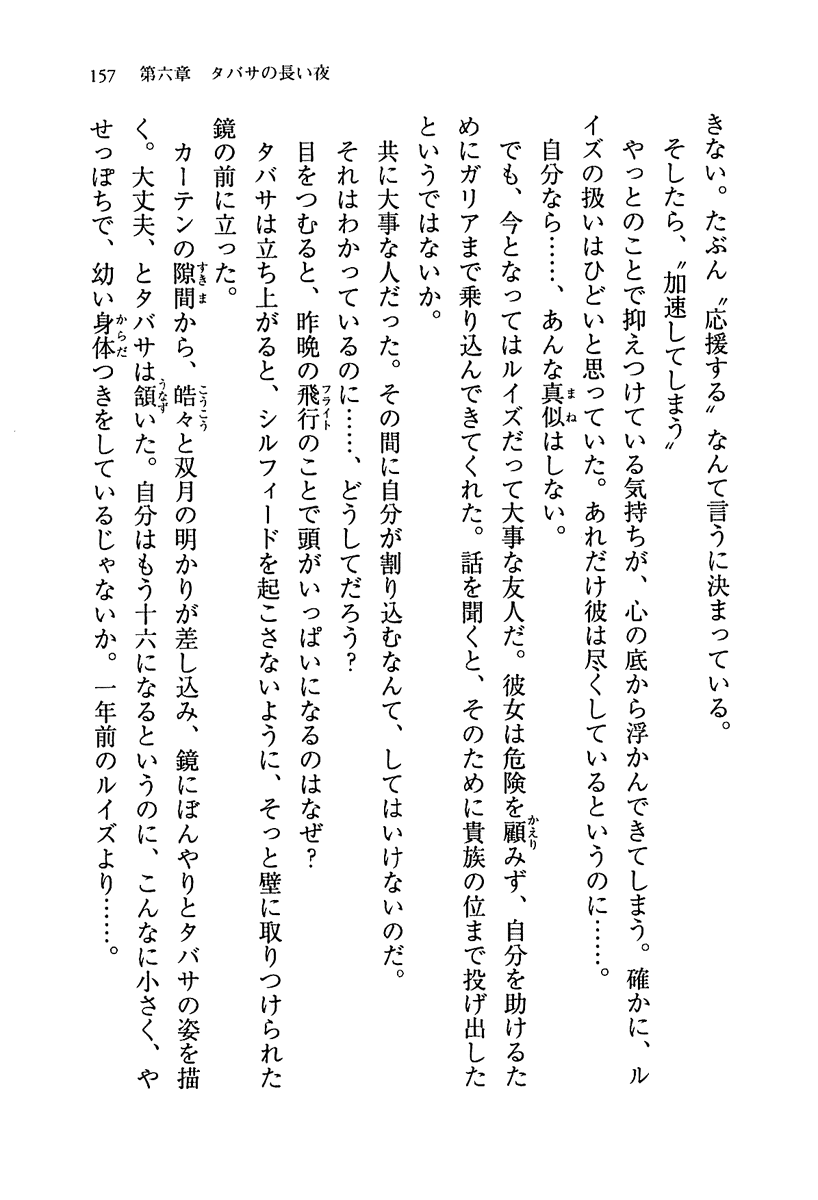 157　第六章　タバサの長い夜
きない。たぶん〝応援する〟なんて言うに決まっている。
　そしたら、〝加速してしまう〟
　やっとのことで抑えつけている気持ちが、心の底から浮かんできてしまう。確かに、ル
イズの扱いはひどいと思っていた。あれだけ彼は尽くしているというのに……。
　自分なら……、あんな真似はしない。
　でも、今となってはルイズだって大事な友人だ。彼女は危険を顧みず、自分を助けるた
めにガリアまで乗り込んできてくれた。話を聞くと、そのために貴族の位まで投げ出した
というではないか。
　共に大事な人だった。その間に自分が割り込むなんて、してはいけないのだ。
　それはわかっているのに……、どうしてだろう？
　目をつむると、昨晩の飛行のことで頭がいっぱいになるのはなぜ？
　タバサは立ち上がると、シルフィードを起こさないように、そっと壁に取りつけられた
鏡の前に立った。
　カーテンの隙間から、皓々と双月の明かりが差し込み、鏡にぼんやりとタバサの姿を描
く。大丈夫、とタバサは頷いた。自分はもう十六になるというのに、こんなに小さく、や
せっぽちで、幼い身体つきをしているじゃないか。一年前のルイズより……。
まね
かえり
フライト
すきま
こうこう
うなず
からだ